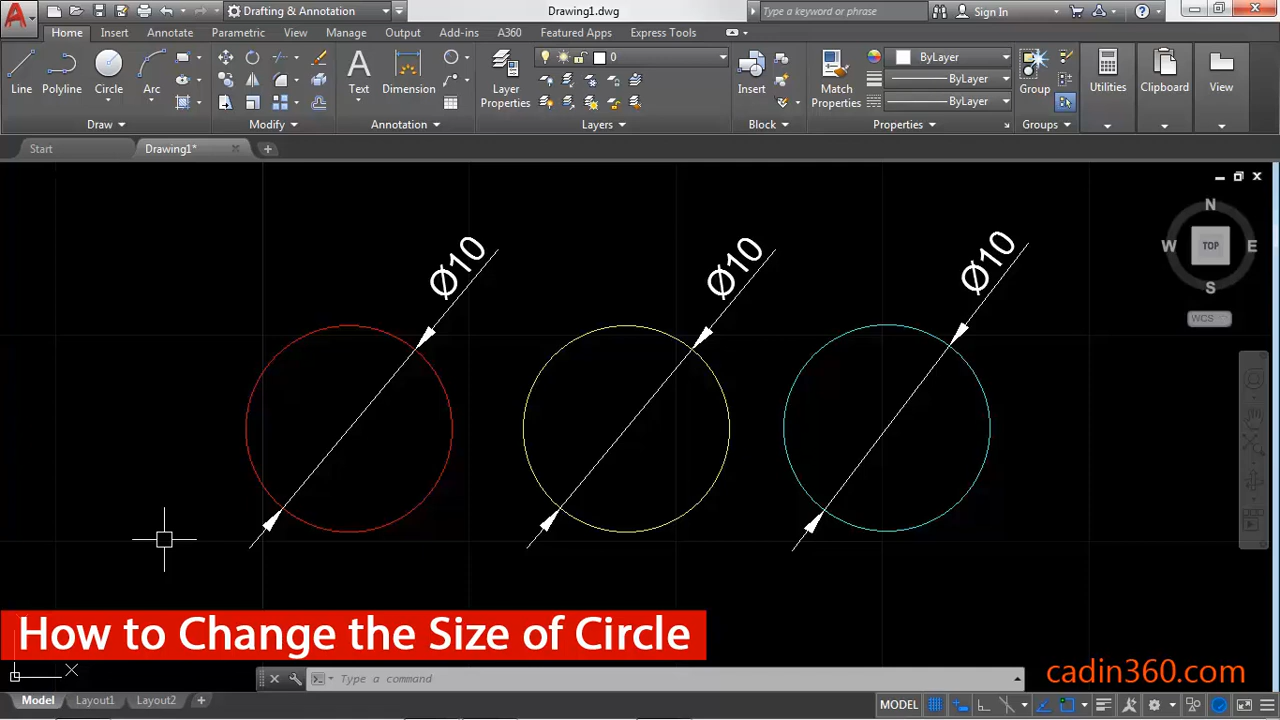 Drafting & Annotation
Drawing1.dwg
Type a keyword or phrase
Sign In
Home Insert Annotate Parametric View Manage Output Add-ins A360 Featured Apps Express Tools
Line Polyline Circle Arc
Text Dimension
Layer Properties
0
Insert
Match Properties
ByLayer
ByLayer
ByLayer
Group
Utilities Clipboard View
Draw Modify Annotation Layers Block Properties Groups
Start Drawing1* +
N
W TOP E
S
WCS
Ø10 Ø10 Ø10
How to Change the Size of Circle
cadin360.com
X
Type a command
Model Layout1 Layout2 +
MODEL